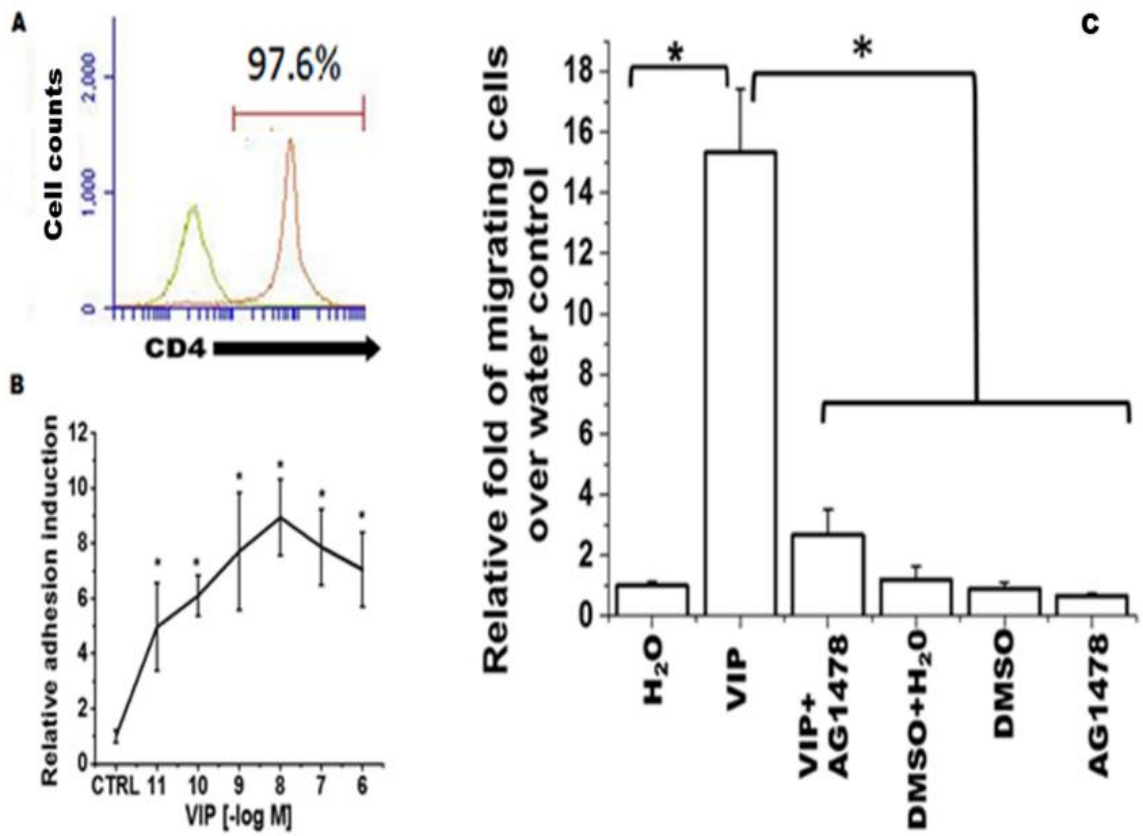 A
97.6%
Cell counts
2,000
1,000
0
CD4
B
Relative adhesion induction
12
10
8
6
4
2
0
* * * * * *
CTRL 11 10 9 8 7 6
VIP [-log M]
C
* *
Relative fold of migrating cells
over water control
18
16
14
12
10
8
6
4
2
0
H₂O
VIP
VIP+
AG1478
DMSO+H₂0
DMSO
AG1478